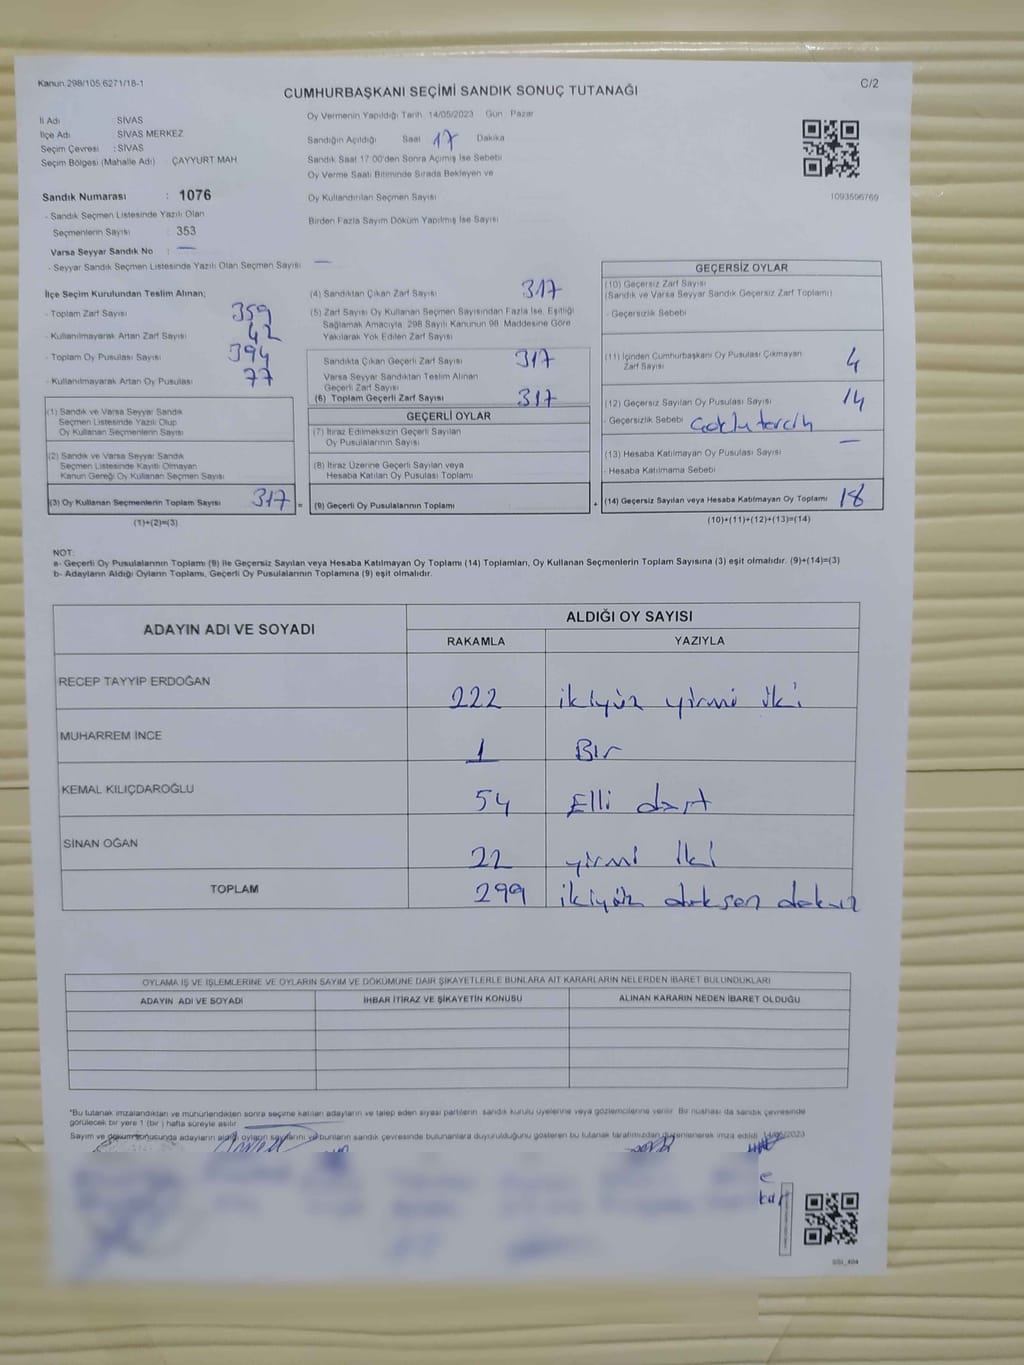 Kanun 298/105,6271/18-1
C/2
CUMHURBAŞKANI SEÇİMİ SANDIK SONUÇ TUTANAĞI
İl Adı SİVAS
İlçe Adı SİVAS MERKEZ
Seçim Çevresi : SİVAS
Seçim Bölgesi (Mahalle Adı) ÇAYYURT MAH
Sandık Numarası : 1076
- Sandık Seçmen Listesinde Yazılı Olan
Seçmenlerin Sayısı : 353
Varsa Seyyar Sandık No : —
- Seyyar Sandık Seçmen Listesinde Yazılı Olan Seçmen Sayısı —
Oy Vermenin Yapıldığı Tarih 14/05/2023 Gün Pazar
Sandığın Açıldığı Saat 17 Dakika
Sandık Saat 17.00'den Sonra Açımış İse Sebebi
Oy Verme Saati Bitiminde Sırada Bekleyen ve
Oy Kullandırılan Seçmen Sayısı
Birden Fazla Sayım Döküm Yapılmış İse Sayısı
1093596760
İlçe Seçim Kurulundan Teslim Alınan;
- Toplam Zarf Sayısı 359
- Kullanılmayarak Artan Zarf Sayısı 42
- Toplam Oy Pusulası Sayısı 394
- Kullanılmayarak Artan Oy Pusulası 77
(1) Sandık ve Varsa Seyyar Sandık
Seçmen Listesinde Yazılı Olup
Oy Kullanan Seçmenlerin Sayısı
(2) Sandık ve Varsa Seyyar Sandık
Seçmen Listesinde Kayıtlı Olmayan
Kanun Gereği Oy Kullanan Seçmen Sayısı
(3) Oy Kullanan Seçmenlerin Toplam Sayısı 317
(1)+(2)=(3)
=
(4) Sandıktan Çıkan Zarf Sayısı 317
(5) Zarf Sayısı Oy Kullanan Seçmen Sayısından Fazla İse, Eşitliği
Sağlamak Amacıyla, 298 Sayılı Kanunun 98. Maddesine Göre
Yakılarak Yok Edilen Zarf Sayısı
Sandıkta Çıkan Geçerli Zarf Sayısı 317
Varsa Seyyar Sandıktan Teslim Alınan
Geçerli Zarf Sayısı
(6) Toplam Geçerli Zarf Sayısı 317
GEÇERLİ OYLAR
(7) İtiraz Edilmeksizin Geçerli Sayılan
Oy Pusulalarının Sayısı
(8) İtiraz Üzerine Geçerli Sayılan veya
Hesaba Katılan Oy Pusulası Toplamı
(9) Geçerli Oy Pusulalarının Toplamı
+
GEÇERSİZ OYLAR
(10) Geçersiz Zarf Sayısı
(Sandık ve Varsa Seyyar Sandık Geçersiz Zarf Toplamı)
- Geçersizlik Sebebi
(11) İçinden Cumhurbaşkanı Oy Pusulası Çıkmayan
Zarf Sayısı 4
(12) Geçersiz Sayılan Oy Pusulası Sayısı 14
- Geçersizlik Sebebi Çoklu tercih
(13) Hesaba Katılmayan Oy Pusulası Sayısı —
- Hesaba Katılmama Sebebi
(14) Geçersiz Sayılan veya Hesaba Katılmayan Oy Toplamı 18
(10)+(11)+(12)+(13)=(14)
NOT:
a- Geçerli Oy Pusulalarının Toplamı (9) ile Geçersiz Sayılan veya Hesaba Katılmayan Oy Toplamı (14) Toplamları, Oy Kullanan Seçmenlerin Toplam Sayısına (3) eşit olmalıdır. (9)+(14)=(3)
b- Adayların Aldığı Oyların Toplamı, Geçerli Oy Pusulalarının Toplamına (9) eşit olmalıdır.
ADAYIN ADI VE SOYADI ALDIĞI OY SAYISI
RAKAMLA YAZIYLA
RECEP TAYYİP ERDOĞAN 222 ikiyüz yirmi iki
MUHARREM İNCE 1 Bir
KEMAL KILIÇDAROĞLU 54 Elli dört
SİNAN OĞAN 22 yirmi iki
TOPLAM 299 ikiyüz doksan dokuz
OYLAMA İŞ VE İŞLEMLERİNE VE OYLARIN SAYIM VE DÖKÜMÜNE DAİR ŞİKAYETLERLE BUNLARA AİT KARARLARIN NELERDEN İBARET BULUNDUKLARI
ADAYIN ADI VE SOYADI İHBAR İTİRAZ VE ŞİKAYETİN KONUSU ALINAN KARARIN NEDEN İBARET OLDUĞU
*Bu tutanak imzalandıktan ve mühürlendikten sonra seçime katılan adayların ve talep eden siyasi partilerin sandık kurulu üyelerine veya gözlemcilerine verilir. Bir nüshası da sandık çevresinde
görülecek bir yere 1 (bir) hafta süreyle asılır
Sayım ve döküm sonucunda adayların aldığı oyların sayılarını ve bunların sandık çevresinde bulunanlara duyurulduğunu gösteren bu tutanak tarafımızdan düzenlenerek imza edildi.